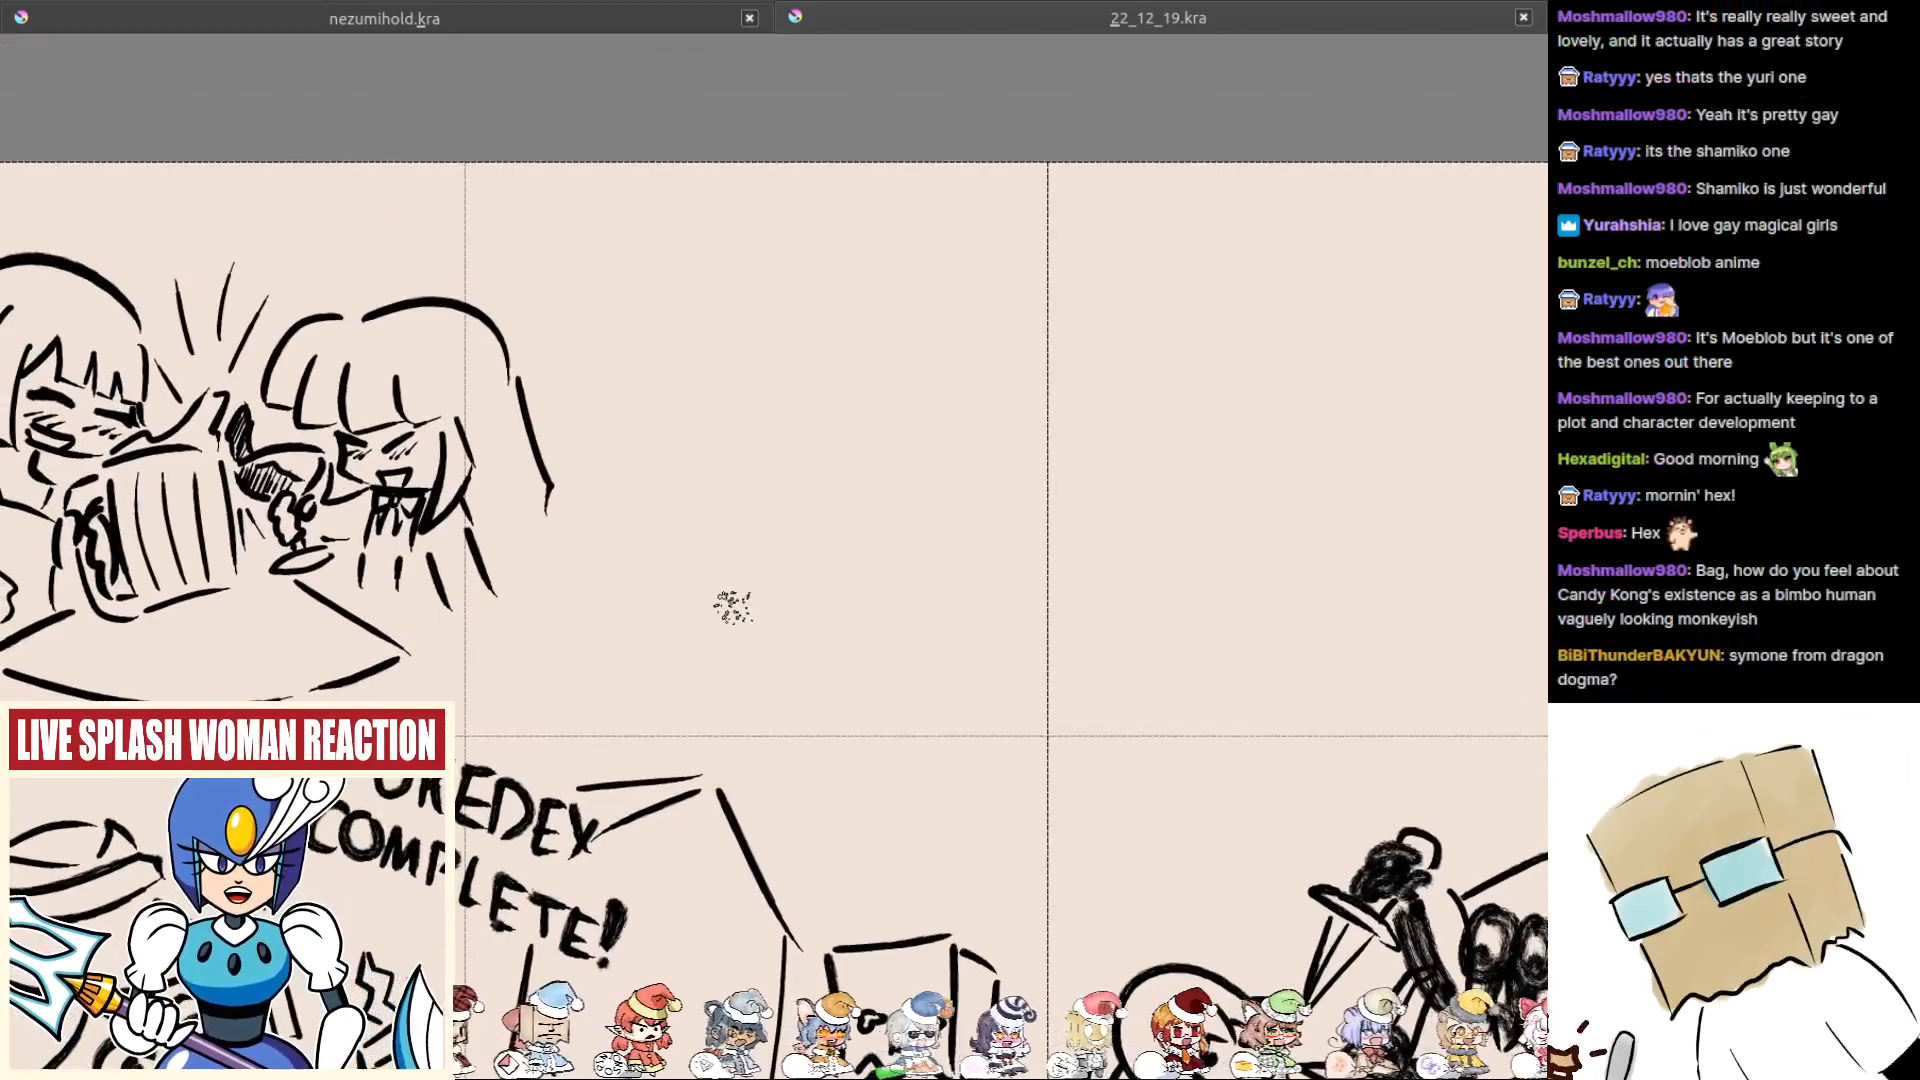 nezumihold.kra
22_12_19.kra
Moshmallow980: It's really really sweet and
lovely, and it actually has a great story
Ratyyy: yes thats the yuri one
Moshmallow980: Yeah it's pretty gay
Ratyyy: its the shamiko one
Moshmallow980: Shamiko is just wonderful
Yurahshia: I love gay magical girls
bunzel_ch: moeblob anime
Ratyyy:
Moshmallow980: It's Moeblob but it's one of
the best ones out there
Moshmallow980: For actually keeping to a
plot and character development
Hexadigital: Good morning
Ratyyy: mornin' hex!
Sperbus: Hex
Moshmallow980: Bag, how do you feel about
Candy Kong's existence as a bimbo human
vaguely looking monkeyish
BiBiThunderBAKYUN: symone from dragon
dogma?
LIVE SPLASH WOMAN REACTION
COMPLETE!